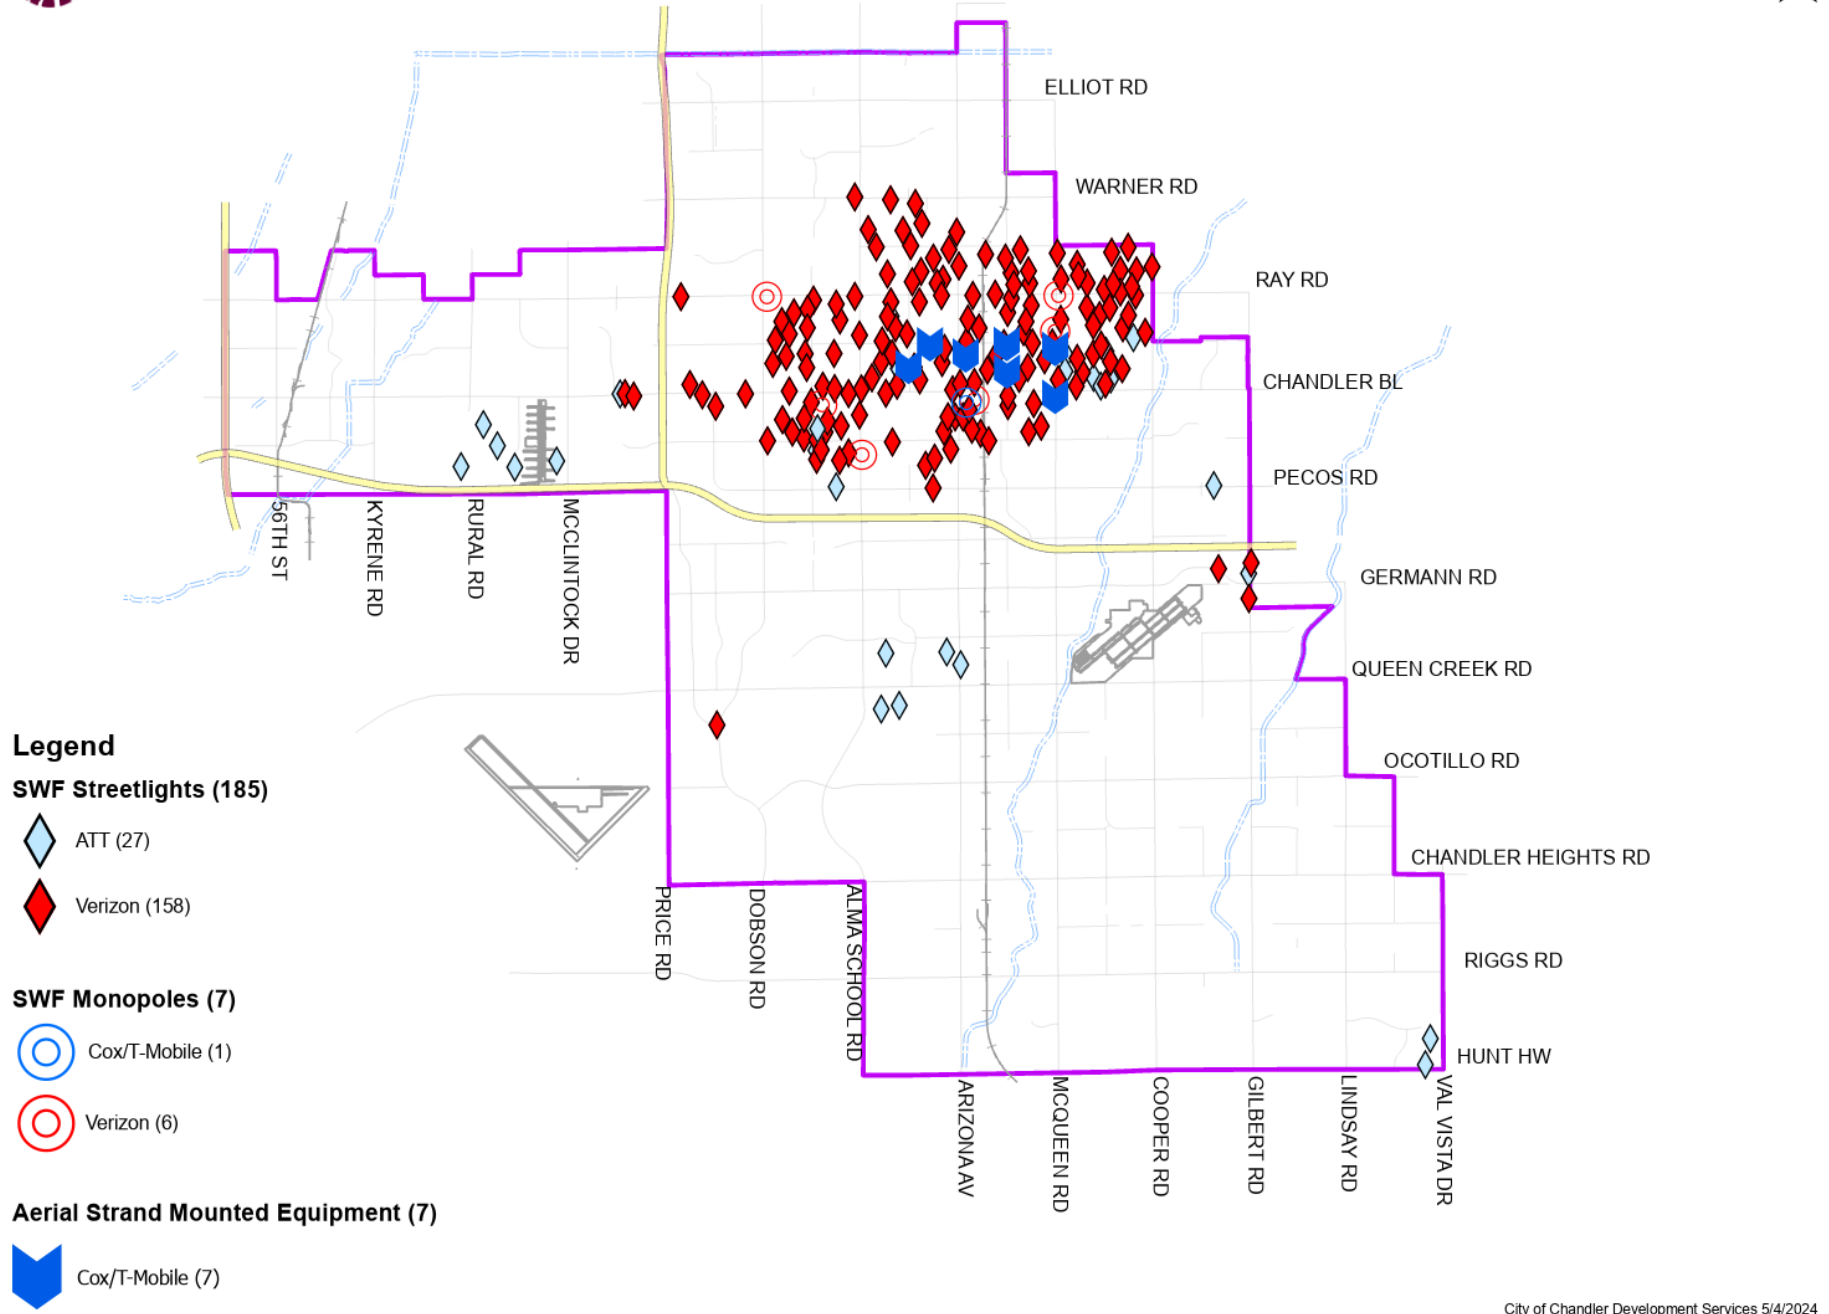 ELLIOT RD
WARNER RD
RAY RD
CHANDLER BL
PECOS RD
GERMANN RD
QUEEN CREEK RD
OCOTILLO RD
CHANDLER HEIGHTS RD
RIGGS RD
HUNT HW
56TH ST
KYRENE RD
RURAL RD
MCCLINTOCK DR
PRICE RD
DOBSON RD
ALMA SCHOOL RD
ARIZONA AV
MCQUEEN RD
COOPER RD
GILBERT RD
LINDSAY RD
VAL VISTA DR
Legend
SWF Streetlights (185)
ATT (27)
Verizon (158)
SWF Monopoles (7)
Cox/T-Mobile (1)
Verizon (6)
Aerial Strand Mounted Equipment (7)
Cox/T-Mobile (7)
City of Chandler Development Services 5/4/2024